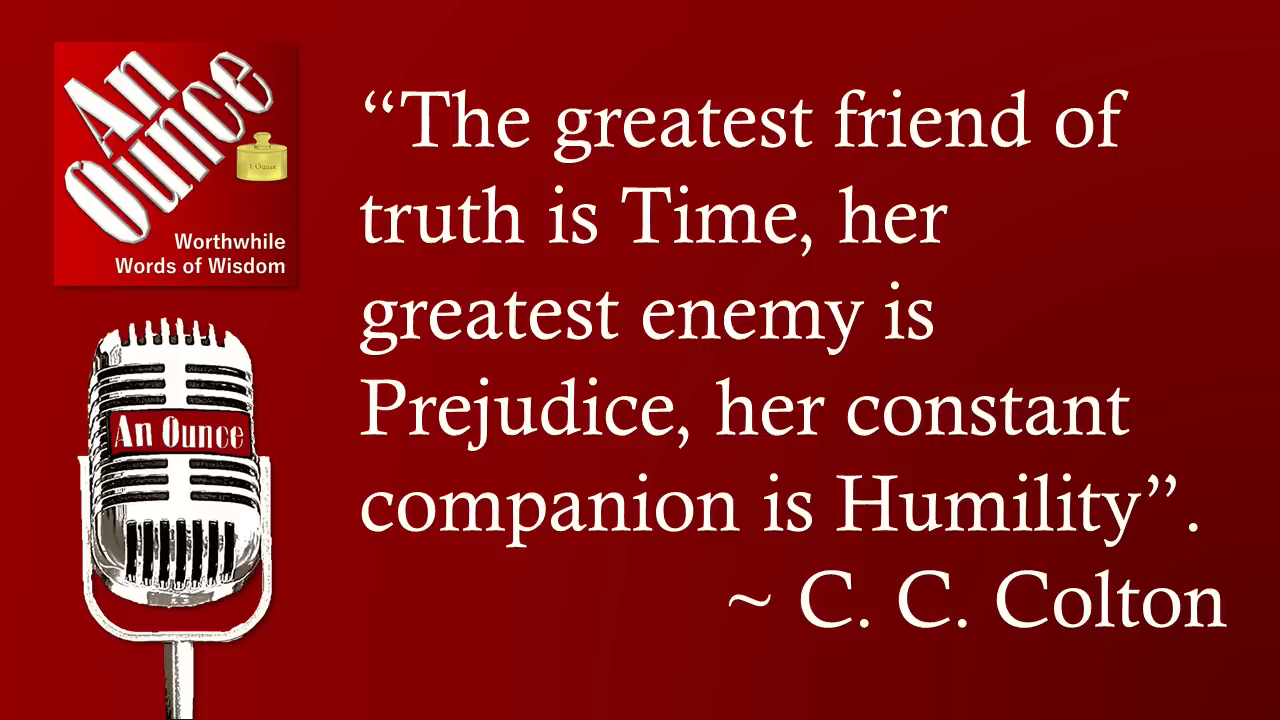 An
Ounce
1 Ounce
Worthwhile
Words of Wisdom
An Ounce
“The greatest friend of
truth is Time, her
greatest enemy is
Prejudice, her constant
companion is Humility”.
~ C. C. Colton